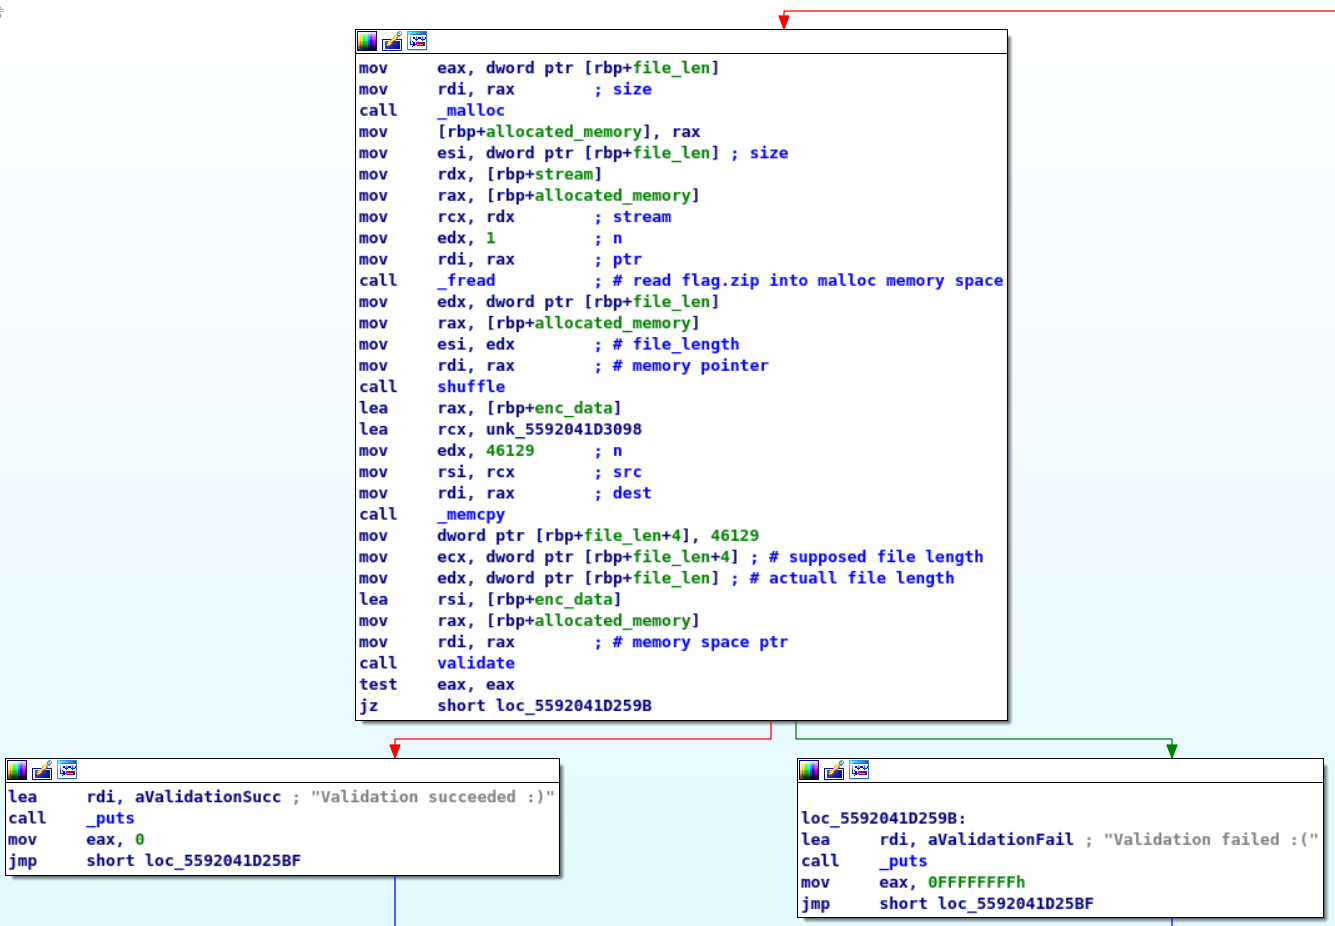 mov eax, dword ptr [rbp+file_len]
mov rdi, rax ; size
call _malloc
mov [rbp+allocated_memory], rax
mov esi, dword ptr [rbp+file_len] ; size
mov rdx, [rbp+stream]
mov rax, [rbp+allocated_memory]
mov rcx, rdx ; stream
mov edx, 1 ; n
mov rdi, rax ; ptr
call _fread ; # read flag.zip into malloc memory space
mov edx, dword ptr [rbp+file_len]
mov rax, [rbp+allocated_memory]
mov esi, edx ; # file_length
mov rdi, rax ; # memory pointer
call shuffle
lea rax, [rbp+enc_data]
lea rcx, unk_5592041D3098
mov edx, 46129 ; n
mov rsi, rcx ; src
mov rdi, rax ; dest
call _memcpy
mov dword ptr [rbp+file_len+4], 46129
mov ecx, dword ptr [rbp+file_len+4] ; # supposed file length
mov edx, dword ptr [rbp+file_len] ; # actuall file length
lea rsi, [rbp+enc_data]
mov rax, [rbp+allocated_memory]
mov rdi, rax ; # memory space ptr
call validate
test eax, eax
jz short loc_5592041D259B
lea rdi, aValidationSucc ; "Validation succeeded :)"
call _puts
mov eax, 0
jmp short loc_5592041D25BF
loc_5592041D259B:
lea rdi, aValidationFail ; "Validation failed :("
call _puts
mov eax, 0FFFFFFFFh
jmp short loc_5592041D25BF